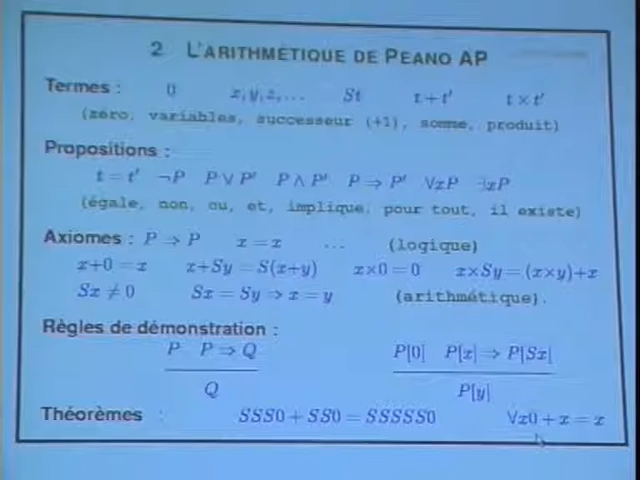 2 L'ARITHMÉTIQUE DE PEANO AP
Termes : 0 x,y,z,... St t+t′ t×t′
(zéro, variables, successeur (+1), somme, produit)
Propositions :
t = t′ ¬P P∨P′ P∧P′ P⇒P′ ∀xP ∃xP
(égale, non, ou, et, implique, pour tout, il existe)
Axiomes : P⇒P x=x ... (logique)
x+0=x x+Sy=S(x+y) x×0=0 x×Sy=(x×y)+x
Sx≠0 Sx=Sy⇒x=y (arithmétique).
Règles de démonstration :
P P⇒Q P[0] P[x]⇒P[Sx]
Q P[y]
Théorèmes : SSS0+SS0=SSSSS0 ∀x0+x=x